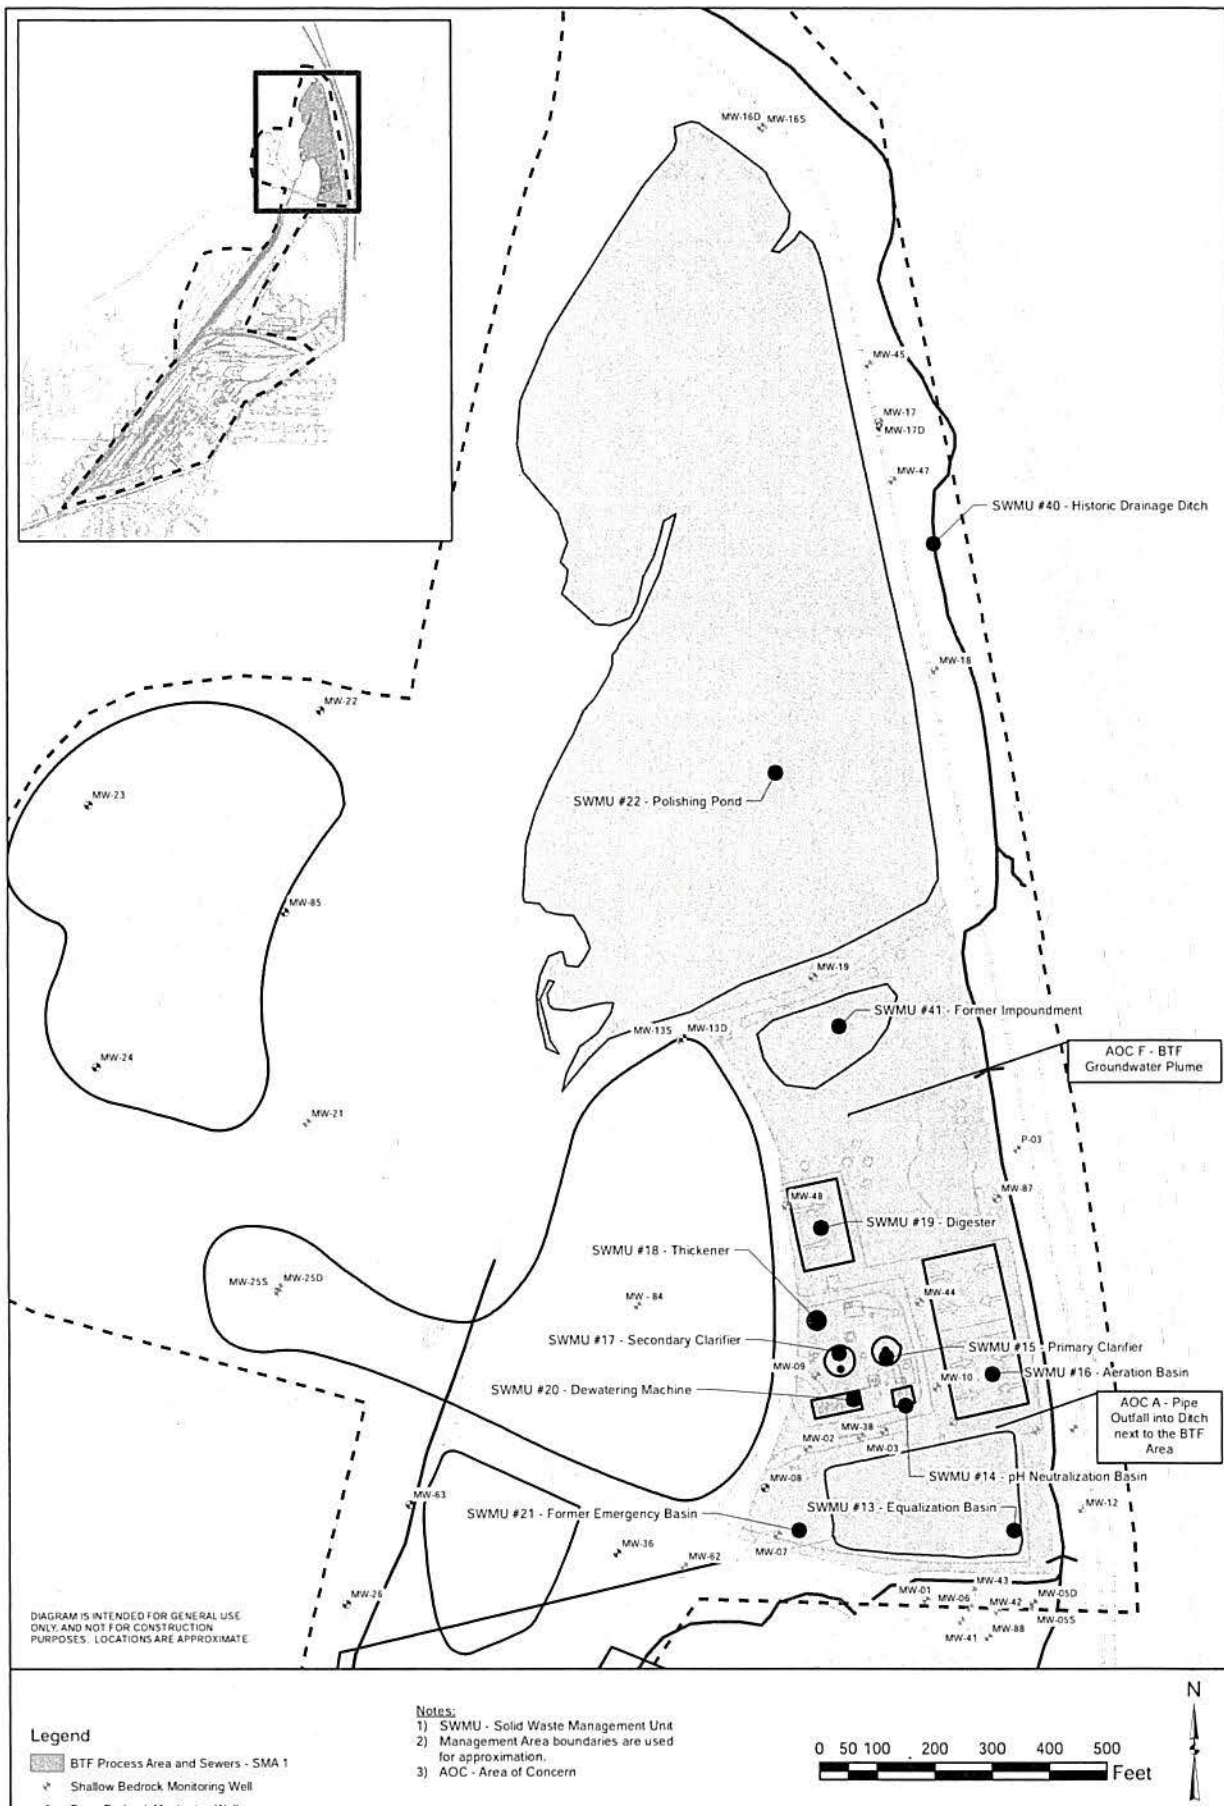 MW-16D MW-16S
MW-45
MW-17
MW-17D
MW-47
SWMU #40 - Historic Drainage Ditch
MW-18
MW-22
MW-23
SWMU #22 - Polishing Pond
MW-85
MW-19
SWMU #41 - Former Impoundment
MW-13S MW-13D
AOC F - BTF
Groundwater Plume
MW-24
MW-21
P-03
MW-87
MW-48
SWMU #19 - Digester
SWMU #18 - Thickener
MW-25S MW-25D
MW - 84
MW-44
SWMU #17 - Secondary Clarifier
SWMU #15 - Primary Clarifier
MW-09
SWMU #16 - Aeration Basin
MW-10
SWMU #20 - Dewatering Machine
AOC A - Pipe
Outfall into Ditch
next to the BTF
Area
MW-38
MW-02
MW-03
SWMU #14 - pH Neutralization Basin
MW-08
MW-63
SWMU #13 - Equalization Basin
MW-12
SWMU #21 - Former Emergency Basin
MW-36
MW-07
MW-62
MW-43
MW-01
MW-06
MW-42
MW-05D
MW-26
MW-05S
MW-41
MW-88
DIAGRAM IS INTENDED FOR GENERAL USE
ONLY, AND NOT FOR CONSTRUCTION
PURPOSES. LOCATIONS ARE APPROXIMATE.
N
Legend
BTF Process Area and Sewers - SMA 1
Shallow Bedrock Monitoring Well
Notes:
1) SWMU - Solid Waste Management Unit
2) Management Area boundaries are used
for approximation.
3) AOC - Area of Concern
0 50 100 200 300 400 500
Feet